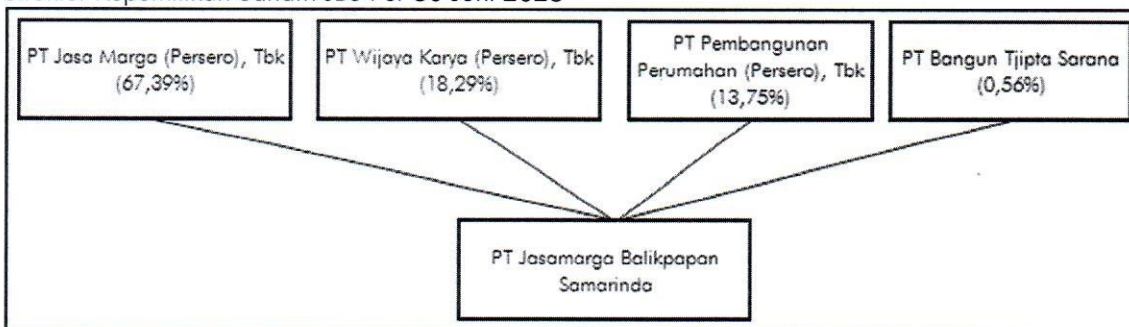 PT Jasa Marga (Persero), Tbk
(67,39%)
PT Wijaya Karya (Persero), Tbk
(18,29%)
PT Pembangunan
Perumahan (Persero), Tbk
(13,75%)
PT Bangun Tjipta Sarana
(0,56%)
PT Jasamarga Balikpapan
Samarinda